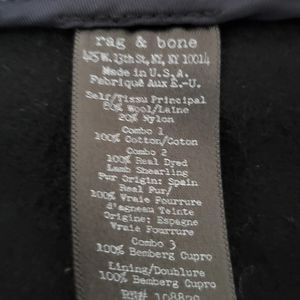 rag & bone
425 W. 13th St, NY, NY 10014
Made in U.S.A.
Fabriqué Aux E.-U.
Self/Tissu Principal
80% Wool/Laine
20% Nylon
Combo 1
100% Cotton/Coton
Combo 2
100% Real Dyed
Lamb Shearling
Fur Origin: Spain
Real Fur/
100% Vraie Fourrure
d'agneau Teinte
Origine: Espagne
Vraie Fourrure
Combo 3
100% Bemberg Cupro
Lining/Doublure
100% Bemberg Cupro